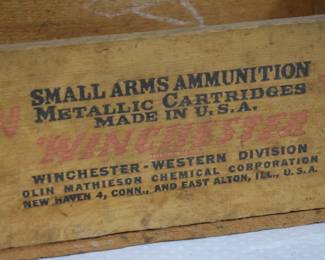 SMALL ARMS AMMUNITION
METALLIC CARTRIDGES
MADE IN U.S.A.
WINCHESTER
WINCHESTER-WESTERN DIVISION
OLIN MATHIESON CHEMICAL CORPORATION
NEW HAVEN 4, CONN., AND EAST ALTON, ILL., U.S.A.